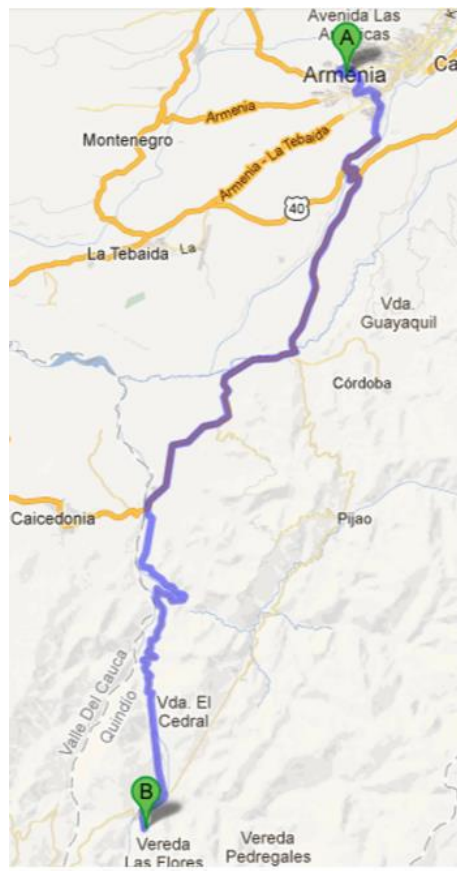 Avenida Las
Américas
A
Armenia
Ca
Armenia
Montenegro
Armenia - La Tebaida
40
La Tebaida
La
Vda.
Guayaquil
Córdoba
Caicedonia
Pijao
Valle Del Cauca
Quindío
Vda. El
Cedral
B
Vereda
Las Flores
Vereda
Pedregales